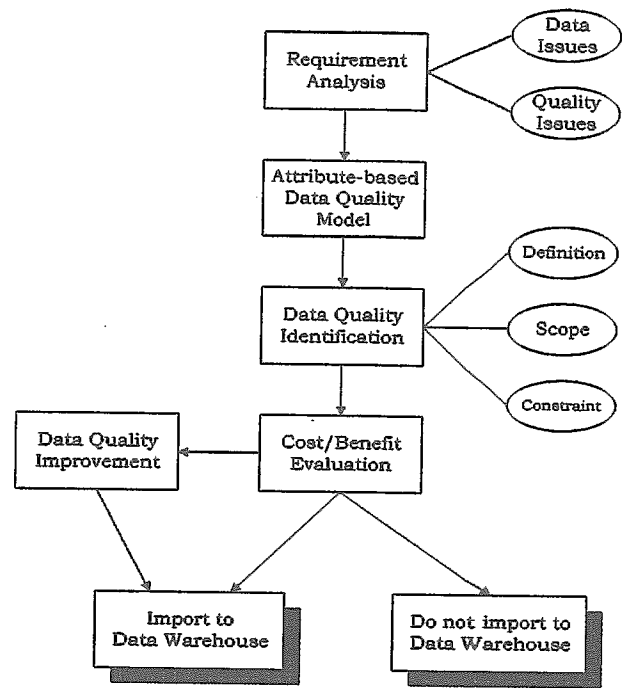 Data
Issues
Requirement
Analysis
Quality
Issues
Attribute-based
Data Quality
Model
Definition
Data Quality
Identification
Scope
Constraint
Data Quality
Improvement
Cost/Benefit
Evaluation
Import to
Data Warehouse
Do not import to
Data Warehouse